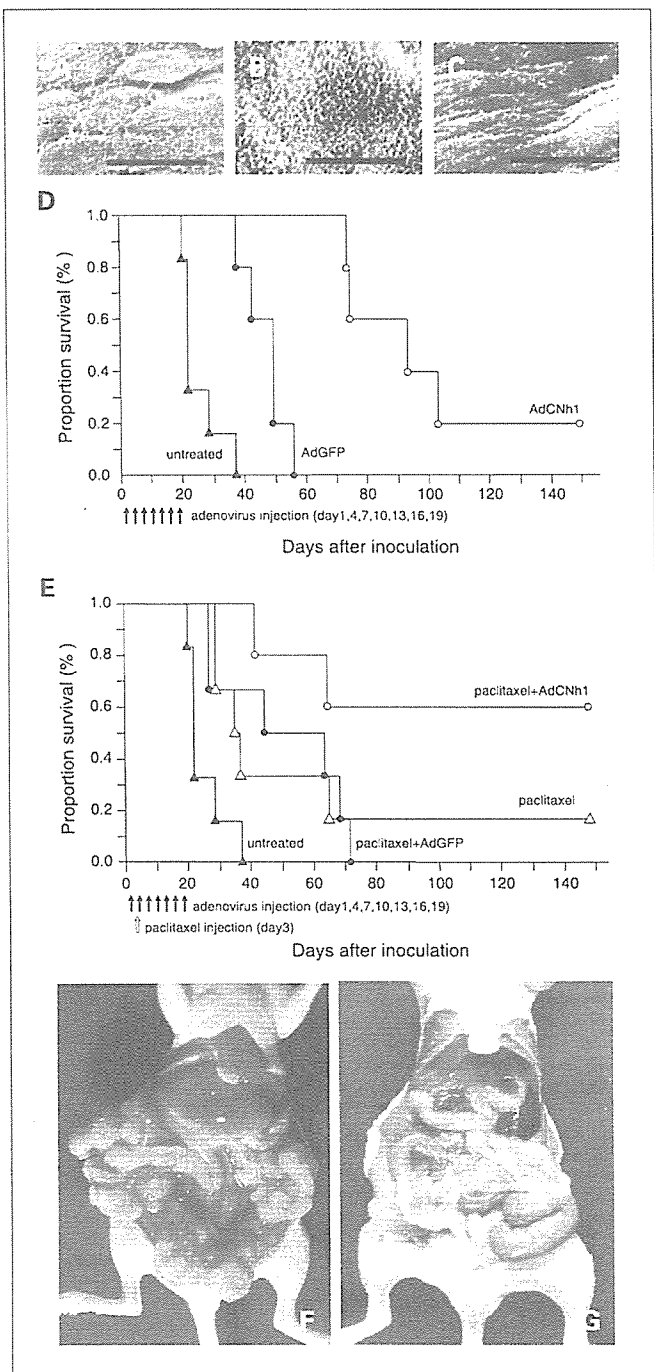 B
C
D
Proportion survival (%)
1.0
0.8
0.6
0.4
0.2
0.0
untreated
AdGFP
AdCNh1
0 20 40 60 80 100 120 140
adenovirus injection (day1,4,7,10,13,16,19)
Days after inoculation
E
Proportion survival (%)
1.0
0.8
0.6
0.4
0.2
0.0
paclitaxel+AdCNh1
paclitaxel
untreated
paclitaxel+AdGFP
0 20 40 60 80 100 120 140
adenovirus injection (day1,4,7,10,13,16,19)
paclitaxel injection (day3)
Days after inoculation
F
G